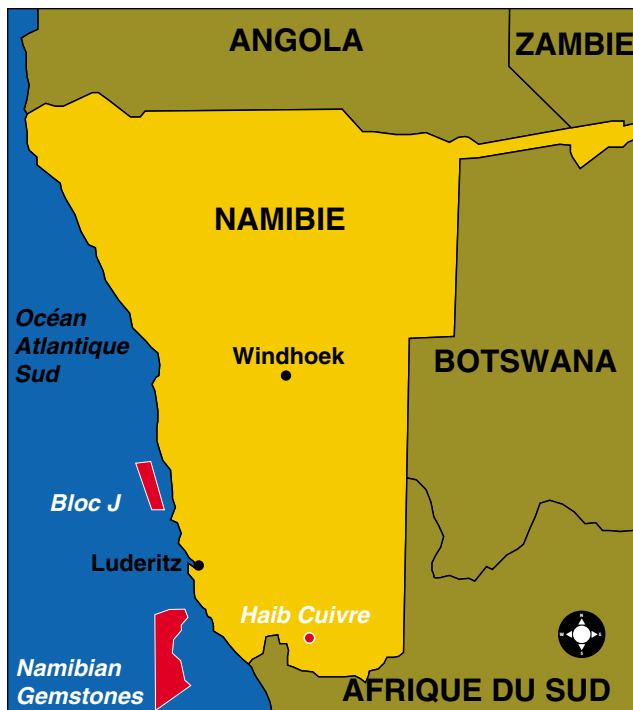 ANGOLA
ZAMBIE
NAMIBIE
Océan
Atlantique
Sud
Windhoek
BOTSWANA
Bloc J
Luderitz
Haib Cuivre
N
W E
S
Namibian
Gemstones
AFRIQUE DU SUD